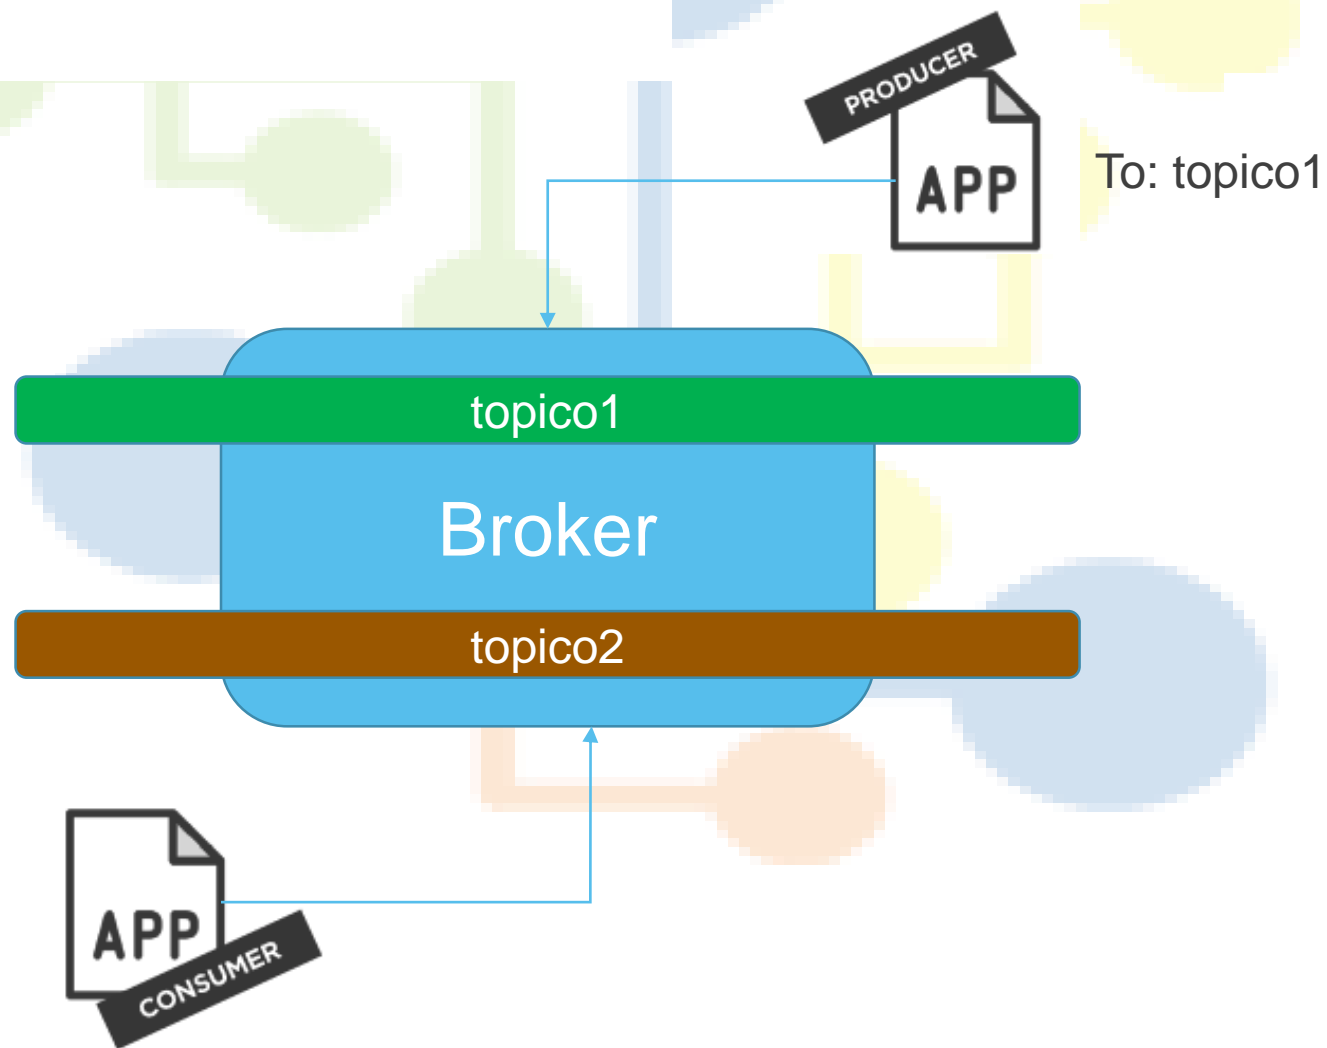 PRODUCER
APP
To: topico1
topico1
Broker
topico2
APP
CONSUMER